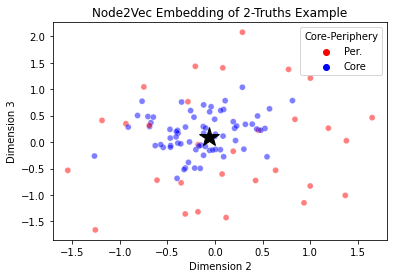 Node2Vec Embedding of 2-Truths Example
Core-Periphery
Per.
Core
2.0
1.5
1.0
0.5
0.0
−0.5
−1.0
−1.5
Dimension 3
−1.5 −1.0 −0.5 0.0 0.5 1.0 1.5
Dimension 2